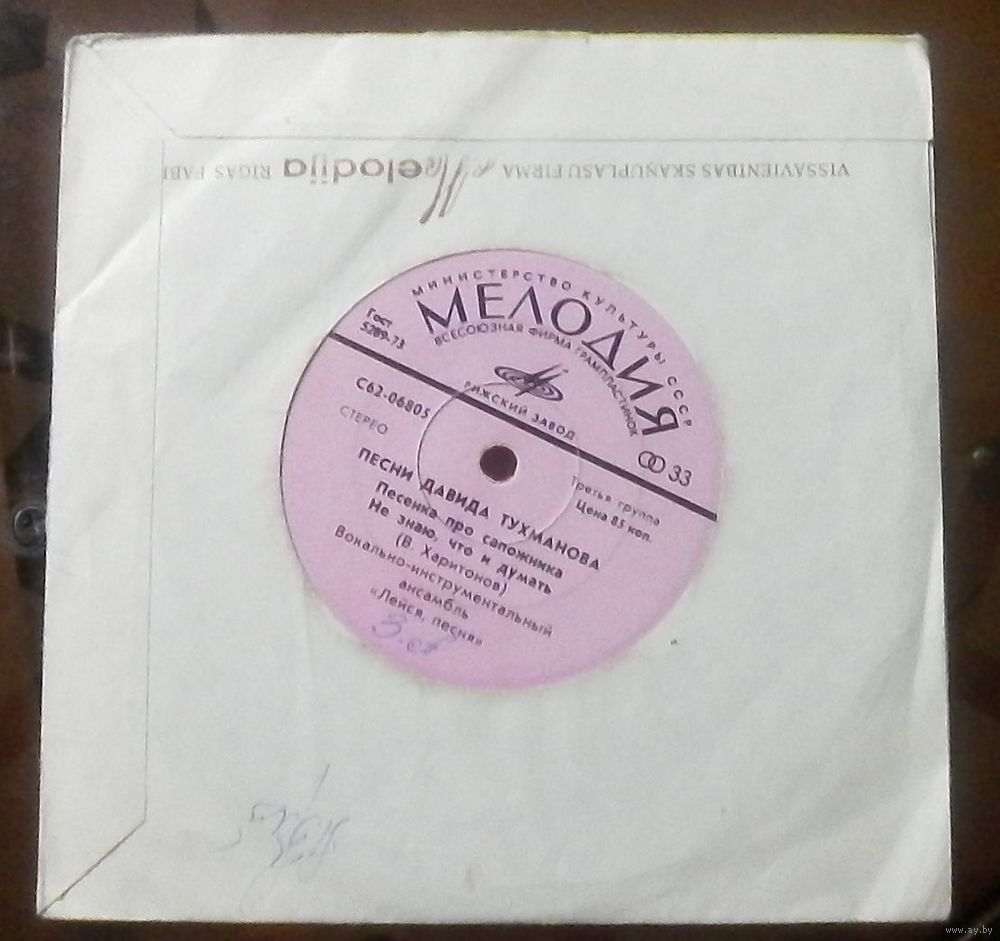 VISSAVIENĪBAS SKAŅUPLAŠU FIRMA Melodija RĪGAS FABR
МИНИСТЕРСТВО КУЛЬТУРЫ СССР
МЕЛОДИЯ
ВСЕСОЮЗНАЯ ФИРМА ГРАМПЛАСТИНОК
РИЖСКИЙ ЗАВОД
ГОСТ
5289-73
33
С62-06805
СТЕРЕО
Третья группа
Цена 85 коп.
ПЕСНИ ДАВИДА ТУХМАНОВА
Песенка про сапожника
Не знаю, что и думать
(В. Харитонов)
Вокально-инструментальный
ансамбль
«Лейся, песня»
www.ay.by